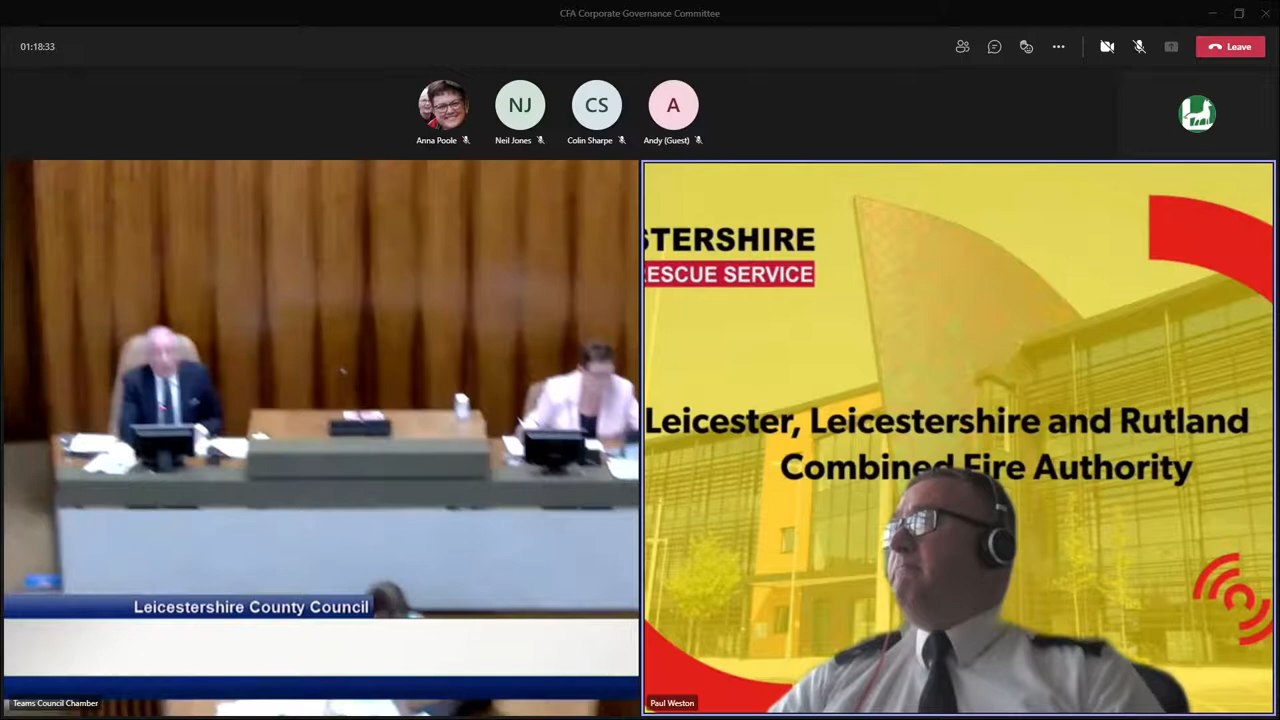 CFA Corporate Governance Committee
01:18:33
Leave
NJ
CS
A
Anna Poole
Neil Jones
Colin Sharpe
Andy (Guest)
STERSHIRE
RESCUE SERVICE
Leicester, Leicestershire and Rutland
Combined Fire Authority
Leicestershire County Council
Teams Council Chamber
Paul Weston